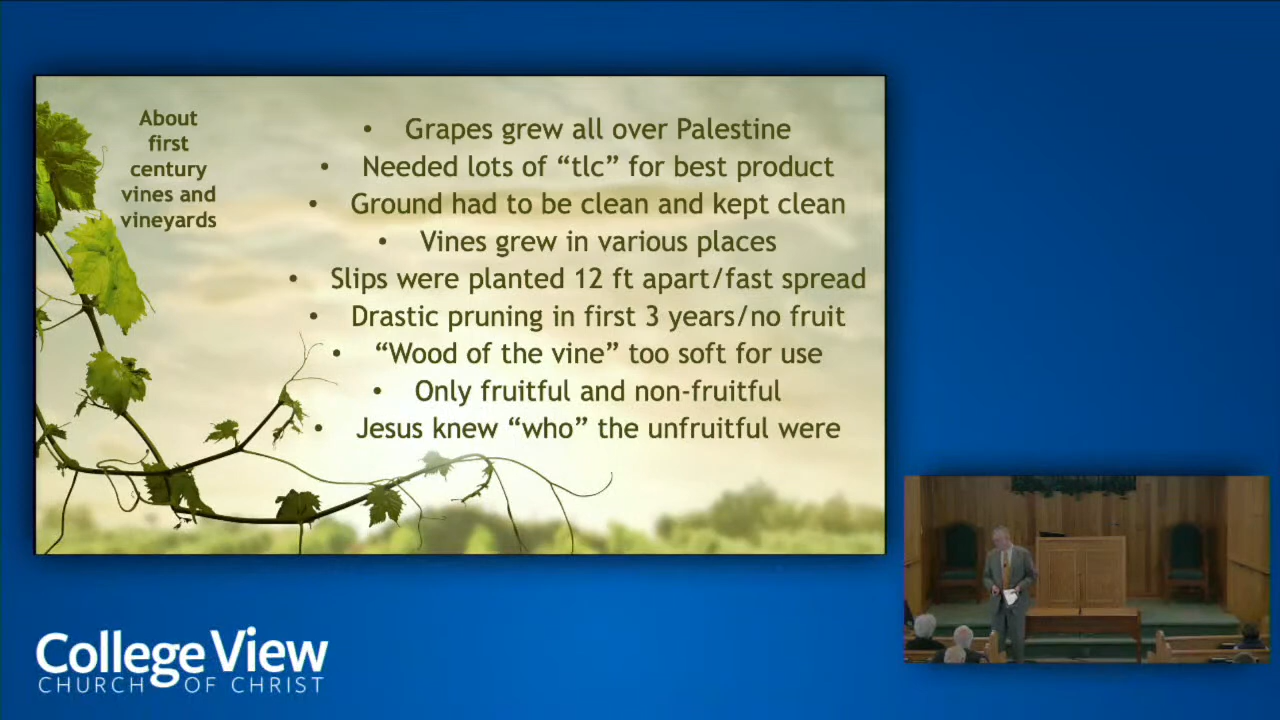 About
first
century
vines and
vineyards
• Grapes grew all over Palestine
• Needed lots of “tlc” for best product
• Ground had to be clean and kept clean
• Vines grew in various places
• Slips were planted 12 ft apart/fast spread
• Drastic pruning in first 3 years/no fruit
• “Wood of the vine” too soft for use
• Only fruitful and non-fruitful
• Jesus knew “who” the unfruitful were
College View
CHURCH OF CHRIST